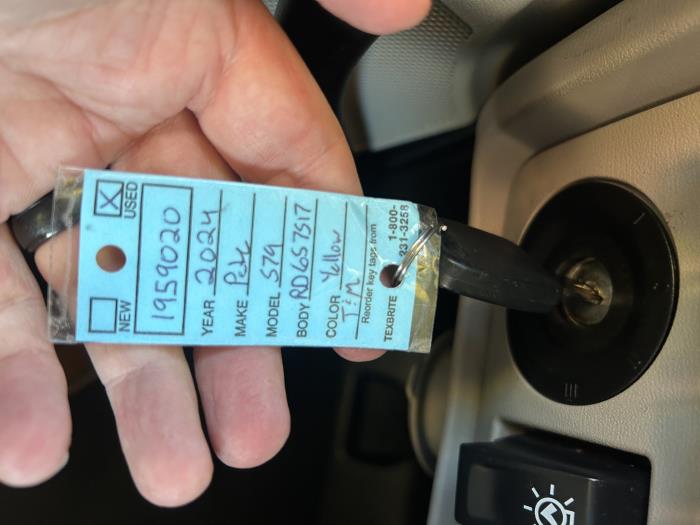 NEW
X USED
1959020
YEAR 2024
MAKE Pete
MODEL 579
BODY RD657517
COLOR Yellow
Jim
Reorder key tags from
TEXBRITE 1-800-231-3258